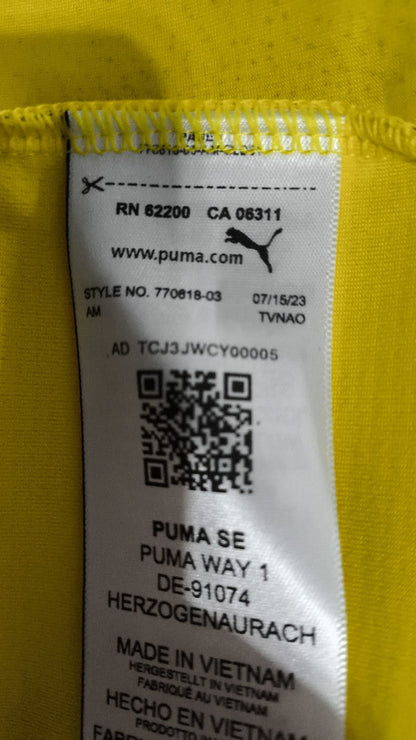 RN 62200 CA 06311
www.puma.com
STYLE NO. 770618-03 07/15/23
AM TVNAO
AD TCJ3JWCY00005
PUMA SE
PUMA WAY 1
DE-91074
HERZOGENAURACH
MADE IN VIETNAM
HERGESTELLT IN VIETNAM
FABRIQUÉ AU VIETNAM
HECHO EN VIETNAM